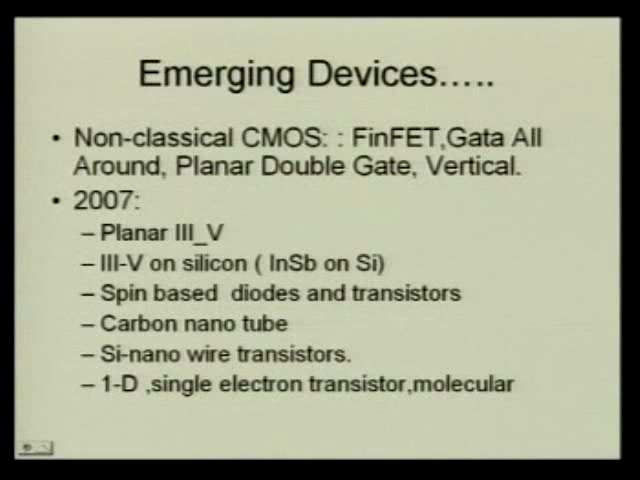 Emerging Devices…..
• Non-classical CMOS: : FinFET,Gata All
Around, Planar Double Gate, Vertical.
• 2007:
– Planar III_V
– III-V on silicon ( InSb on Si)
– Spin based diodes and transistors
– Carbon nano tube
– Si-nano wire transistors.
– 1-D ,single electron transistor,molecular